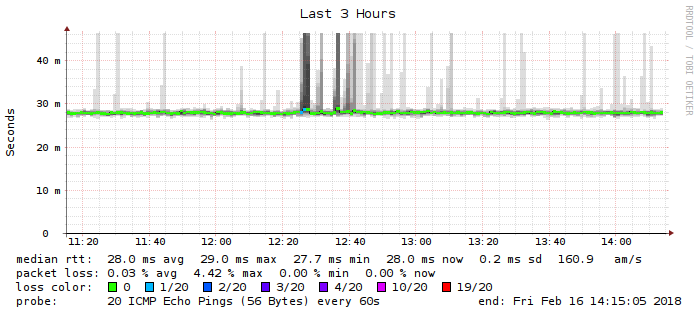 Last 3 Hours
RRDTOOL / TOBI OETIKER
Seconds
40 m
30 m
20 m
10 m
0
11:20 11:40 12:00 12:20 12:40 13:00 13:20 13:40 14:00
median rtt: 28.0 ms avg 29.0 ms max 27.7 ms min 28.0 ms now 0.2 ms sd 160.9 am/s
packet loss: 0.03 % avg 4.42 % max 0.00 % min 0.00 % now
loss color: 0 1/20 2/20 3/20 4/20 10/20 19/20
probe: 20 ICMP Echo Pings (56 Bytes) every 60s end: Fri Feb 16 14:15:05 2018